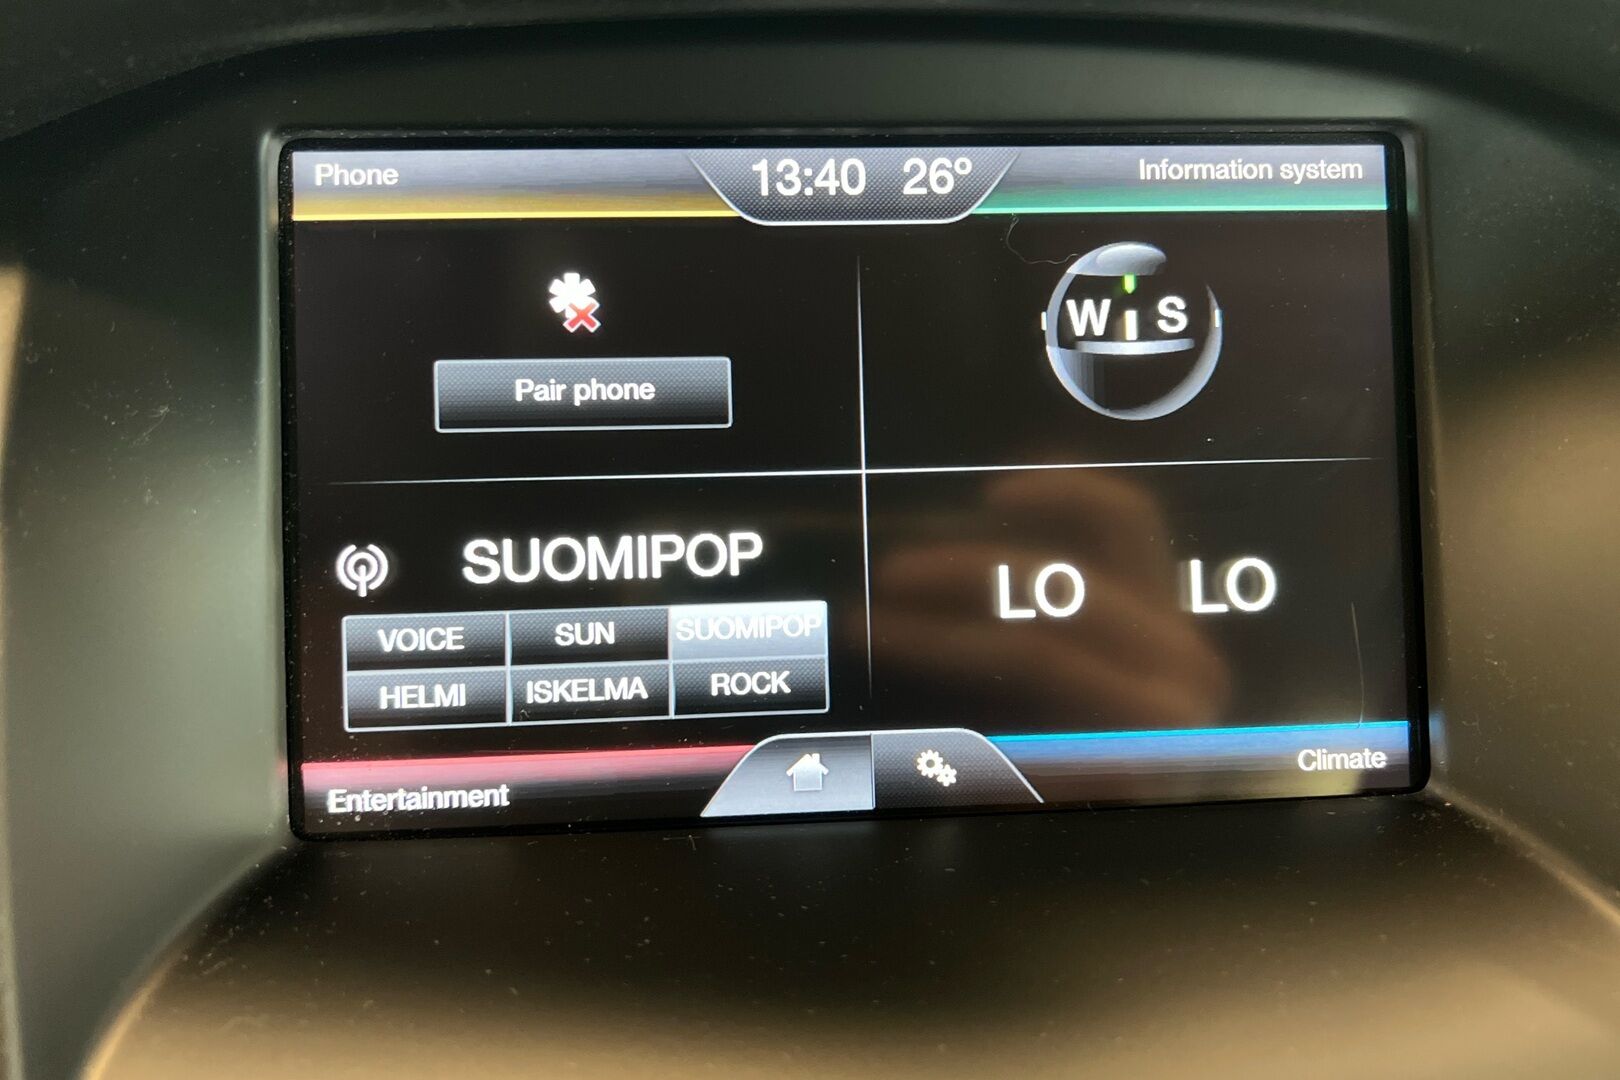 Phone
13:40 26°
Information system
Pair phone
W S
SUOMIPOP
VOICE SUN SUOMIPOP
HELMI ISKELMA ROCK
LO LO
Entertainment
Climate